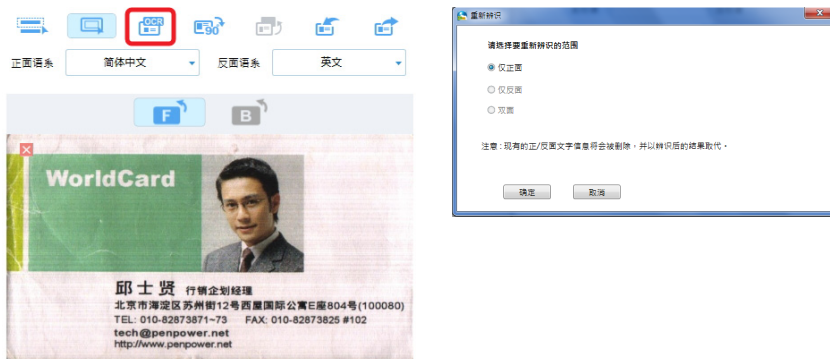 OCR
90°
正面语系
简体中文
反面语系
英文
F
B
WorldCard
邱士贤 行销企划经理
北京市海淀区苏州街12号西屋国际公寓E座804号(100080)
TEL: 010-82873871~73 FAX: 010-82873825 #102
tech@penpower.net
http://www.penpower.net
重新辨识
请选择要重新辨识的范围
仅正面
仅反面
双面
注意:现有的正/反面文字信息将会被删除,并以辨识后的结果取代。
确定
取消